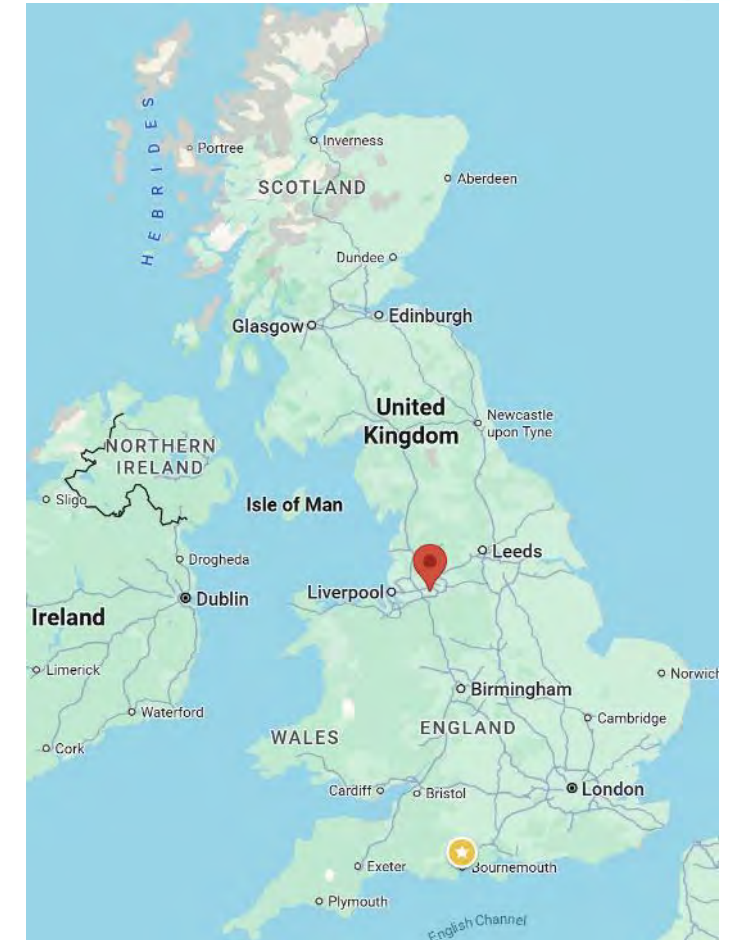 HEBRIDES
Portree
Inverness
SCOTLAND
Aberdeen
Dundee
Glasgow
Edinburgh
United
Kingdom
Newcastle
upon Tyne
NORTHERN
IRELAND
Sligo
Isle of Man
Leeds
Drogheda
Liverpool
Dublin
Ireland
Limerick
Norwich
Birmingham
Waterford
Cambridge
ENGLAND
WALES
Cork
London
Cardiff
Bristol
Exeter
Bournemouth
Plymouth
English Channel